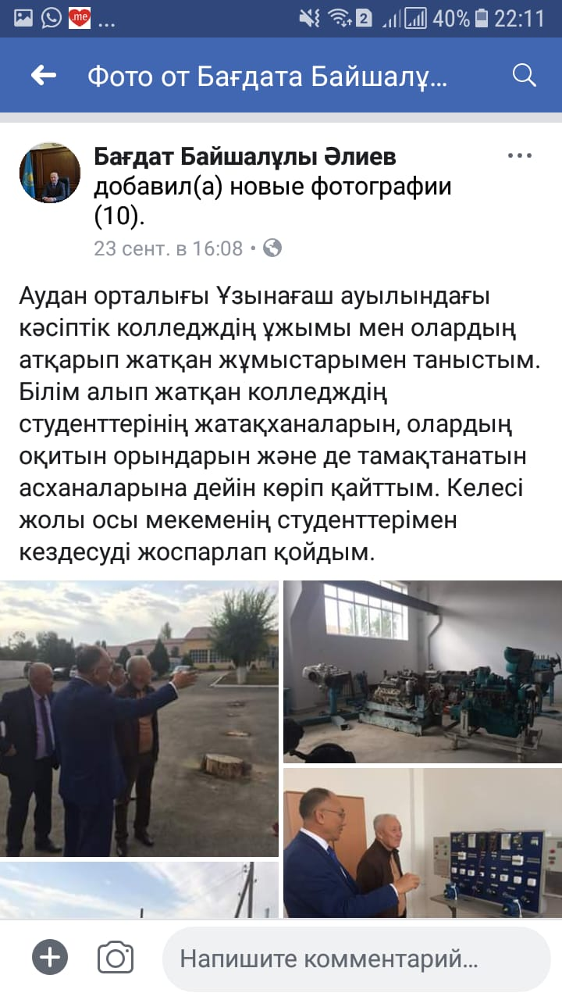 .me
...
2
40%
22:11
Фото от Бағдата Байшалұ...
Бағдат Байшалұлы Әлиев
добавил(а) новые фотографии
(10).
23 сент. в 16:08 •
Аудан орталығы Ұзынағаш ауылындағы
кәсіптік колледждің ұжымы мен олардың
атқарып жатқан жұмыстарымен таныстым.
Білім алып жатқан колледждің
студенттерінің жатақханаларын, олардың
оқитын орындарын және де тамақтанатын
асханаларына дейін көріп қайттым. Келесі
жолы осы мекеменің студенттерімен
кездесуді жоспарлап қойдым.
Напишите комментарий...